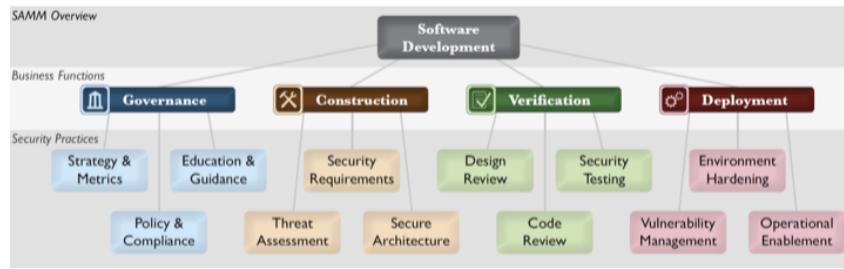 SAMM Overview
Software
Development
Business Functions
Governance
Construction
Verification
Deployment
Security Practices
Strategy &
Metrics
Education &
Guidance
Security
Requirements
Design
Review
Security
Testing
Environment
Hardening
Policy &
Compliance
Threat
Assessment
Secure
Architecture
Code
Review
Vulnerability
Management
Operational
Enablement